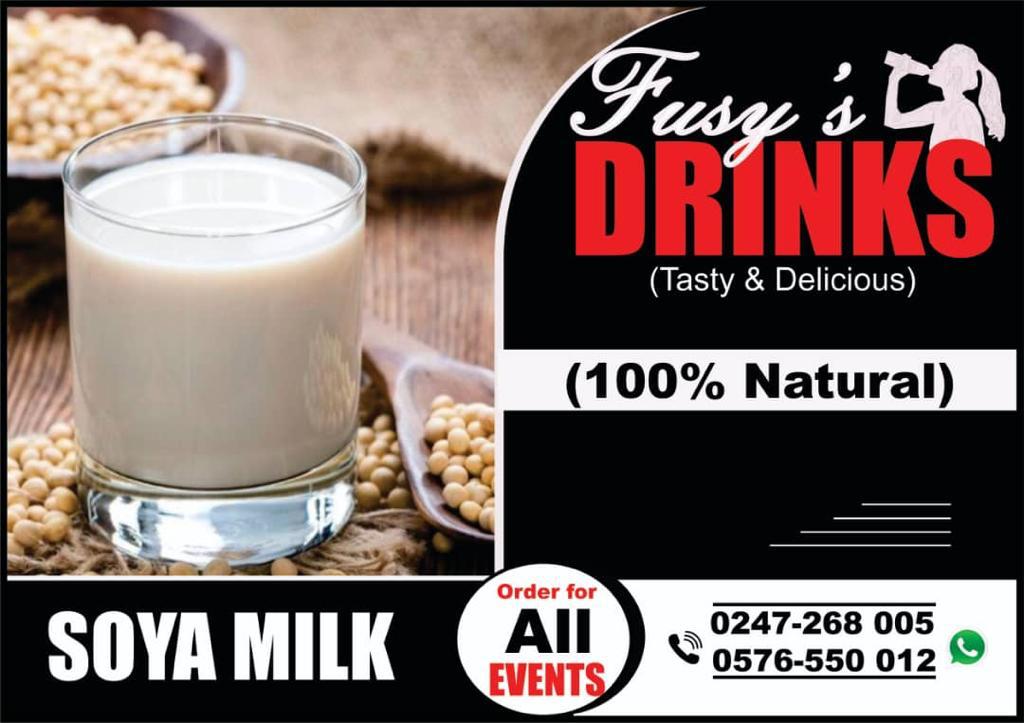 Fusy's
DRINKS
(Tasty & Delicious)
(100% Natural)
SOYA MILK
Order for
All
EVENTS
0247-268 005
0576-550 012